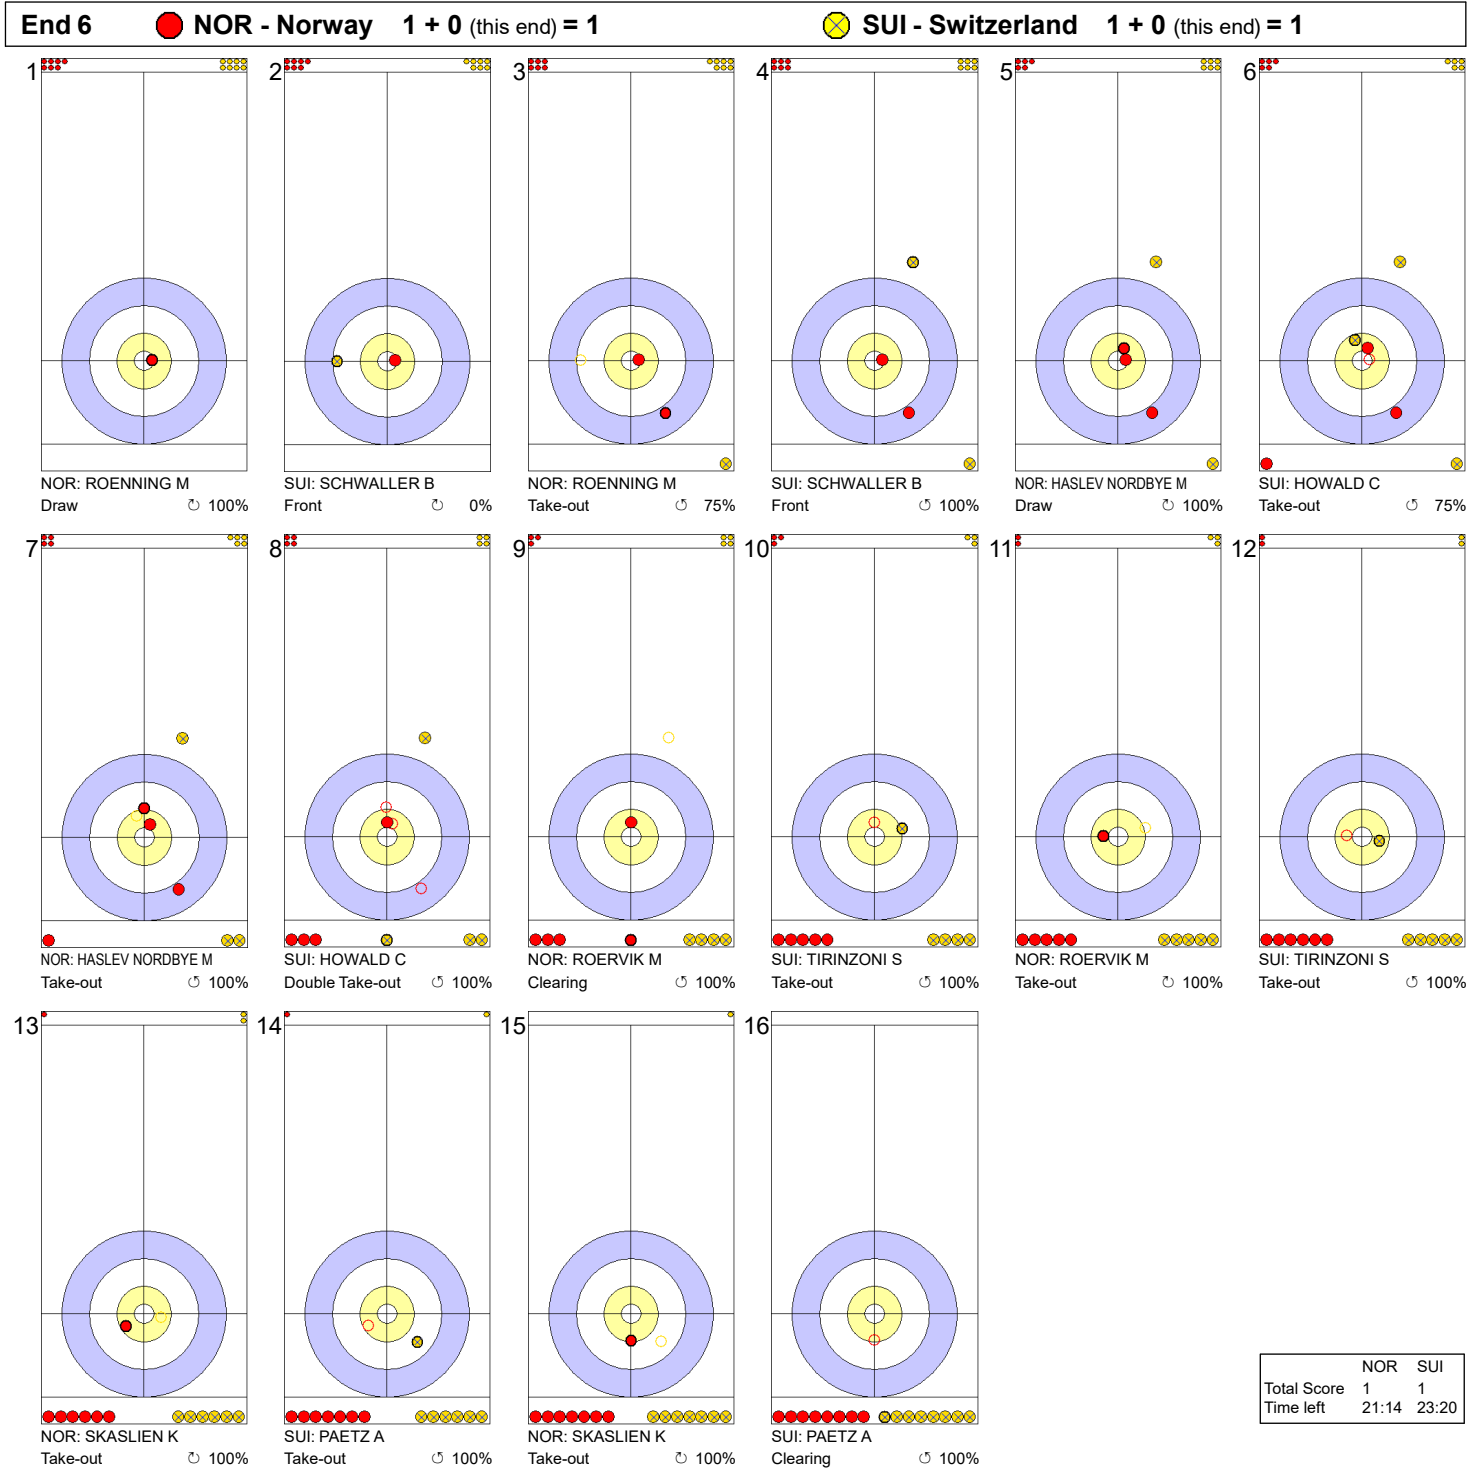 End 6 NOR - Norway 1 + 0 (this end) = 1 SUI - Switzerland 1 + 0 (this end) = 1
1 2 3 4 5 6
NOR: ROENNING M SUI: SCHWALLER B NOR: ROENNING M SUI: SCHWALLER B NOR: HASLEV NORDBYE M SUI: HOWALD C
Draw ↻ 100% Front ↻ 0% Take-out ↺ 75% Front ↺ 100% Draw ↻ 100% Take-out ↺ 75%
7 8 9 10 11 12
NOR: HASLEV NORDBYE M SUI: HOWALD C NOR: ROERVIK M SUI: TIRINZONI S NOR: ROERVIK M SUI: TIRINZONI S
Take-out ↺ 100% Double Take-out ↺ 100% Clearing ↺ 100% Take-out ↺ 100% Take-out ↻ 100% Take-out ↻ 100%
13 14 15 16
NOR: SKASLIEN K SUI: PAETZ A NOR: SKASLIEN K SUI: PAETZ A
Take-out ↻ 100% Take-out ↻ 100% Take-out ↻ 100% Clearing ↺ 100%
NOR SUI
Total Score 1 1
Time left 21:14 23:20